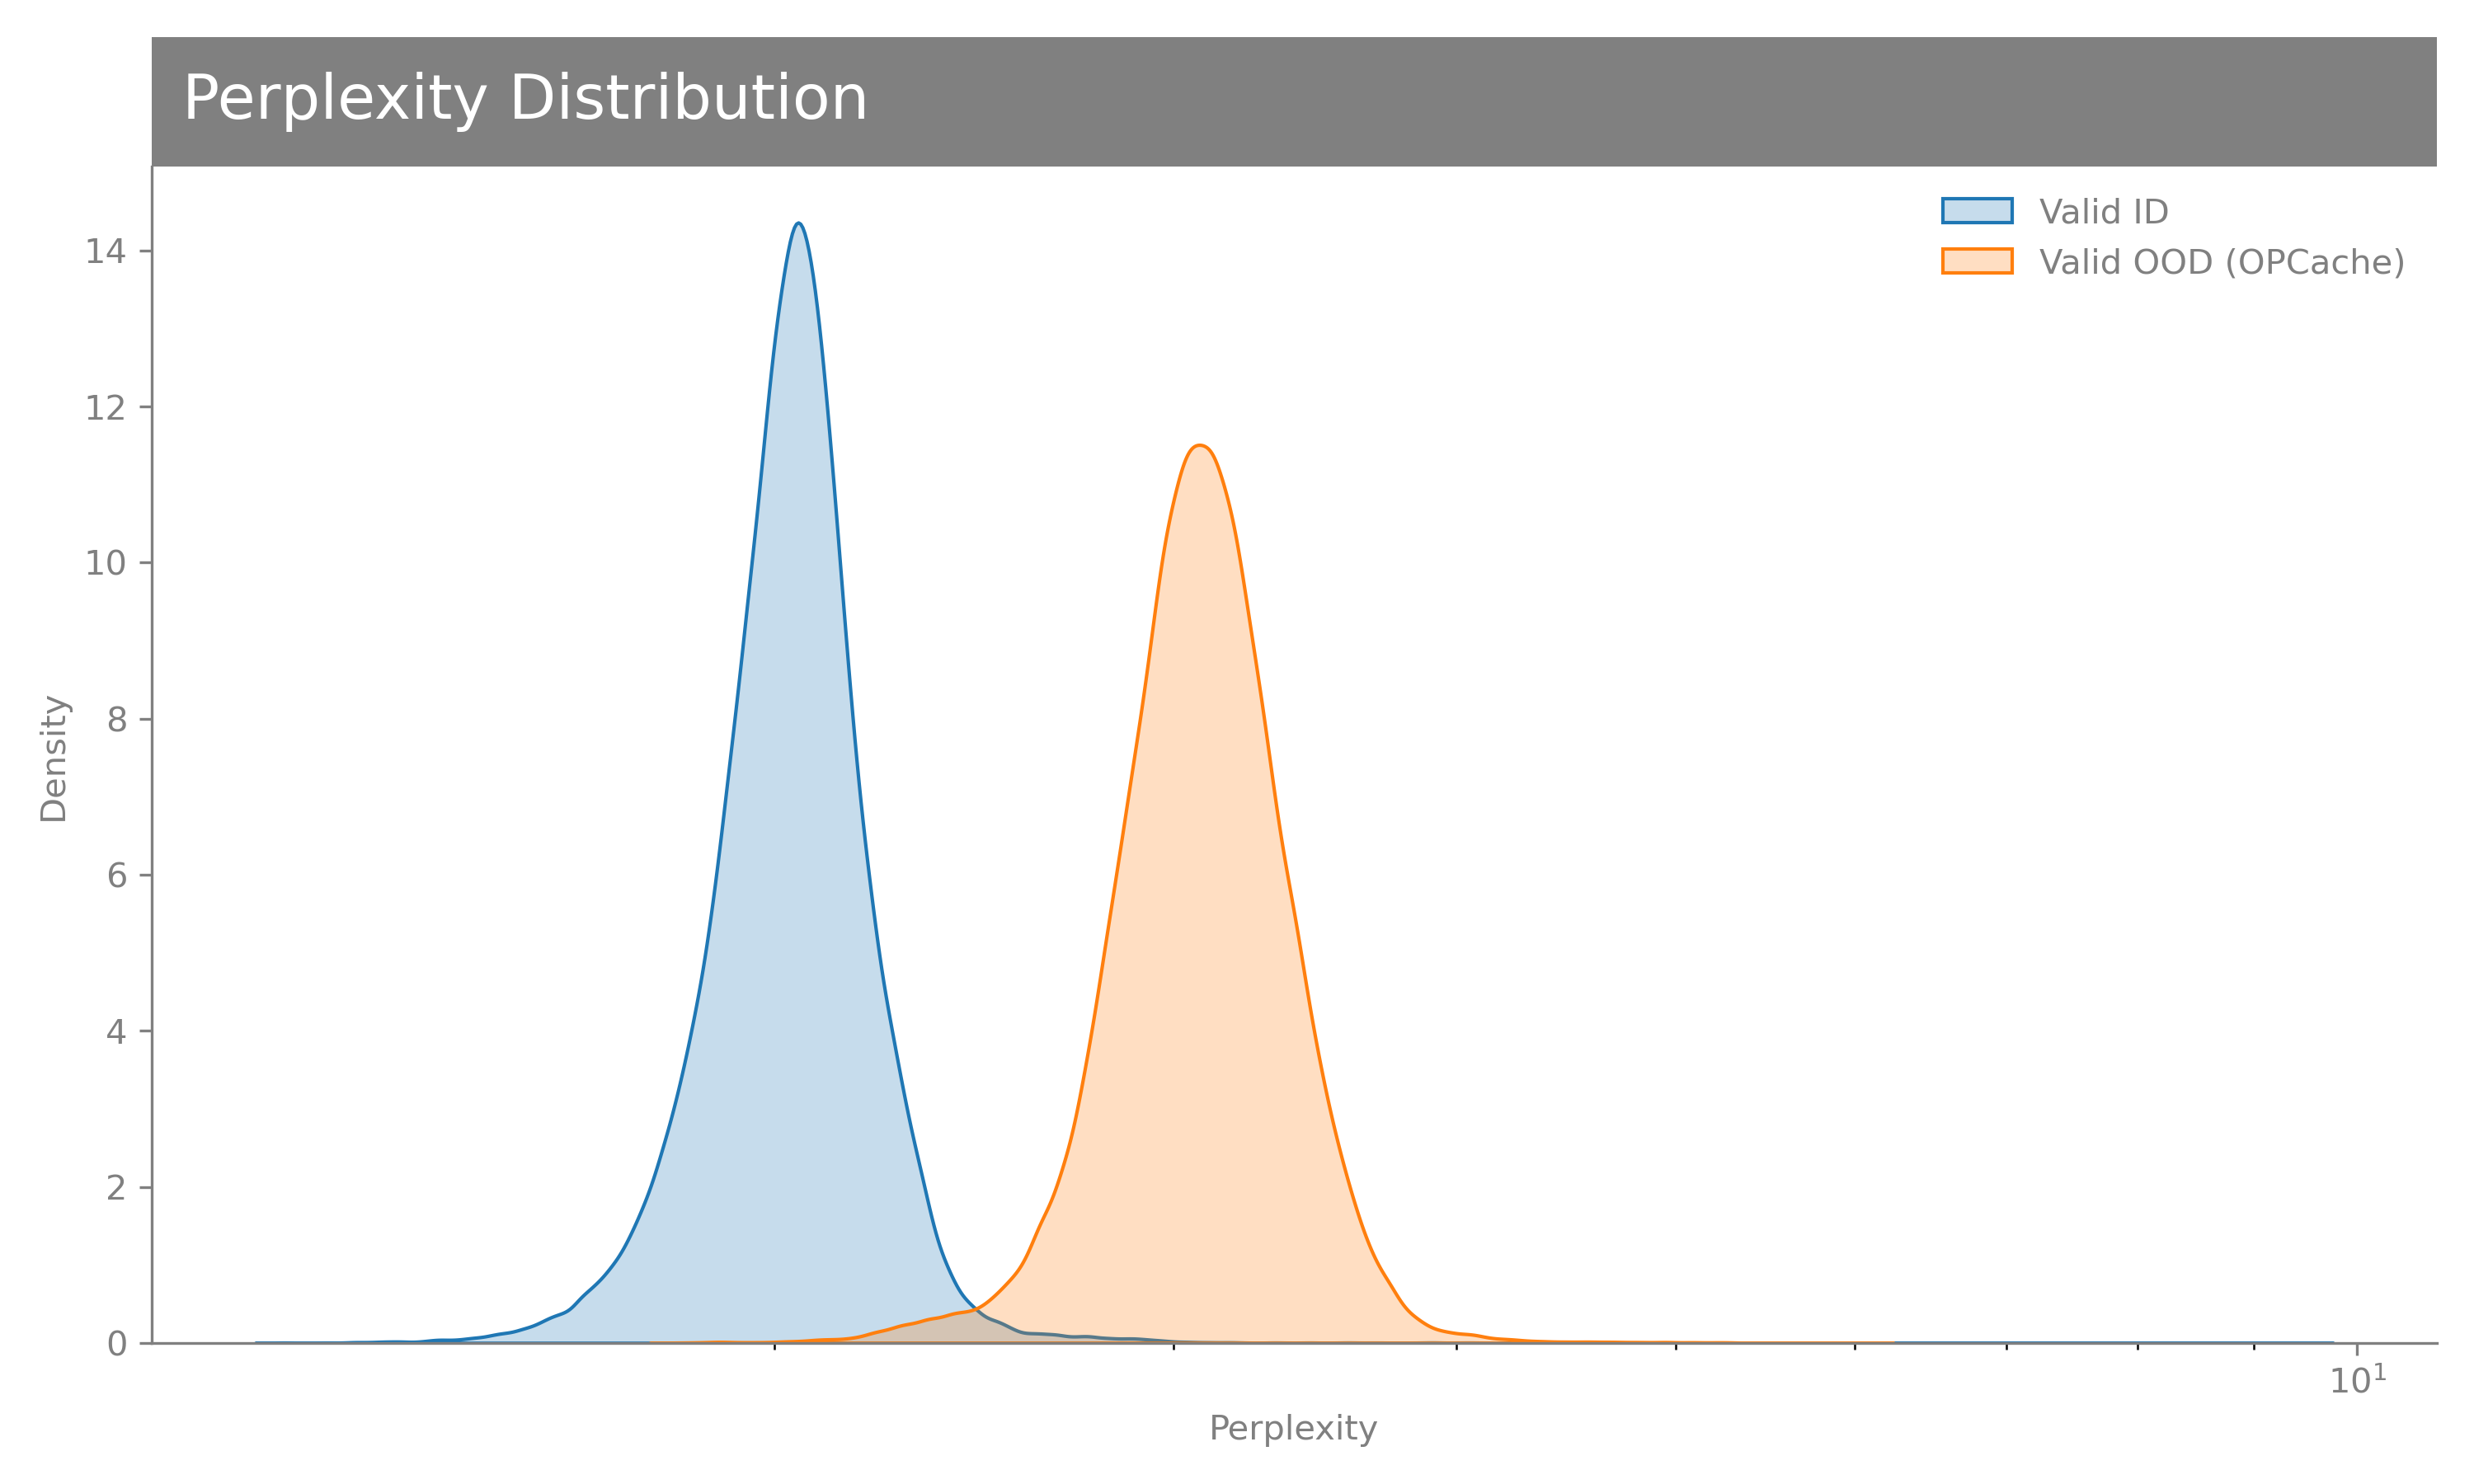 Perplexity Distribution
Valid ID
Valid OOD (OPCache)
14
12
10
8
6
4
2
0
Density
10¹
Perplexity